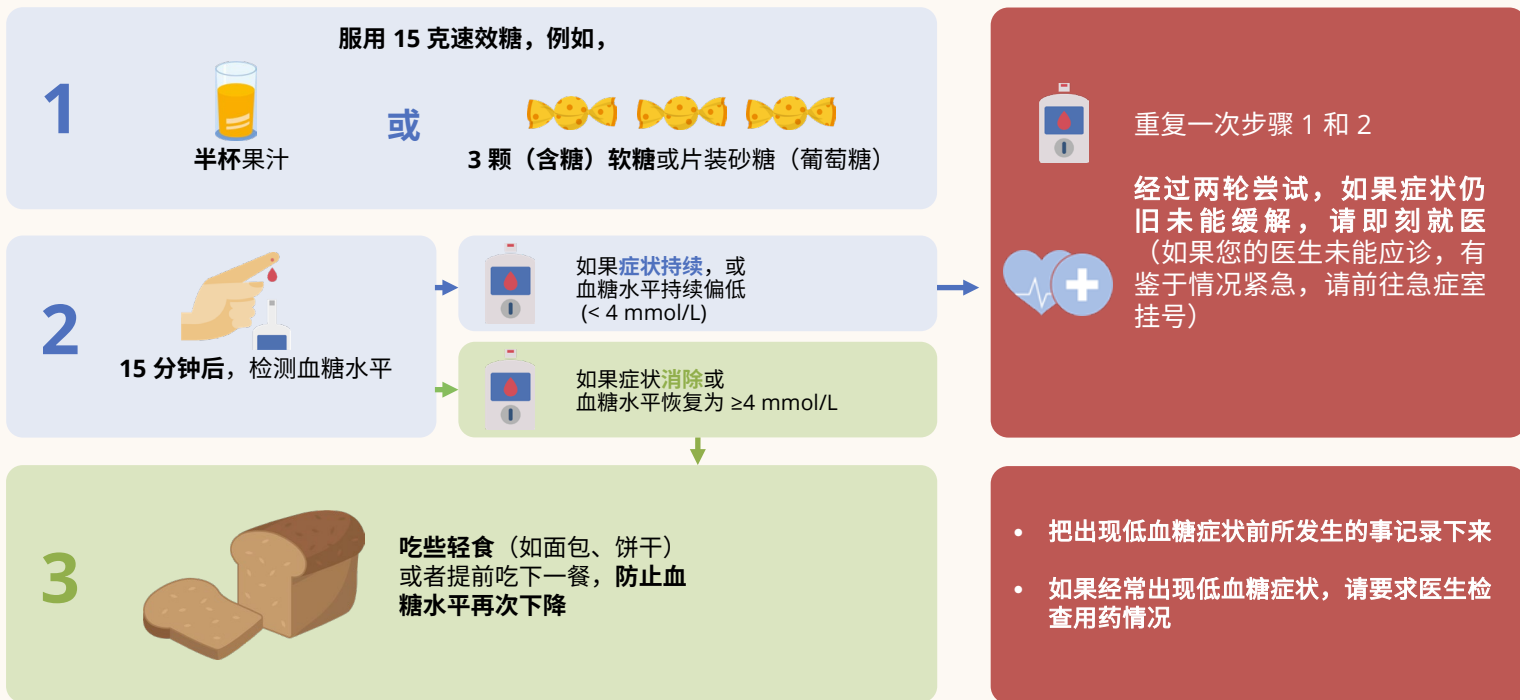 服用 15 克速效糖，例如，
1
或
半杯果汁
3 颗（含糖）软糖或片装砂糖（葡萄糖）
2
15 分钟后，检测血糖水平
如果症状持续，或
血糖水平持续偏低
(< 4 mmol/L)
如果症状消除或
血糖水平恢复为 ≥4 mmol/L
重复一次步骤 1 和 2
经过两轮尝试，如果症状仍
旧未能缓解，请即刻就医
（如果您的医生未能应诊，有
鉴于情况紧急，请前往急症室
挂号）
3
吃些轻食（如面包、饼干）
或者提前吃下一餐，防止血
糖水平再次下降
• 把出现低血糖症状前所发生的事记录下来
• 如果经常出现低血糖症状，请要求医生检
查用药情况